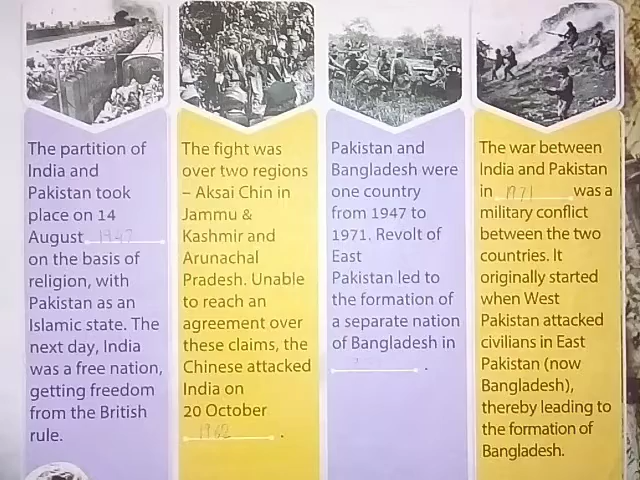 The partition of
India and
Pakistan took
place on 14
August 1947
on the basis of
religion, with
Pakistan as an
Islamic state. The
next day, India
was a free nation,
getting freedom
from the British
rule.
The fight was
over two regions
– Aksai Chin in
Jammu &
Kashmir and
Arunachal
Pradesh. Unable
to reach an
agreement over
these claims, the
Chinese attacked
India on
20 October
1962 .
Pakistan and
Bangladesh were
one country
from 1947 to
1971. Revolt of
East
Pakistan led to
the formation of
a separate nation
of Bangladesh in
.
The war between
India and Pakistan
in 1971 was a
military conflict
between the two
countries. It
originally started
when West
Pakistan attacked
civilians in East
Pakistan (now
Bangladesh),
thereby leading to
the formation of
Bangladesh.